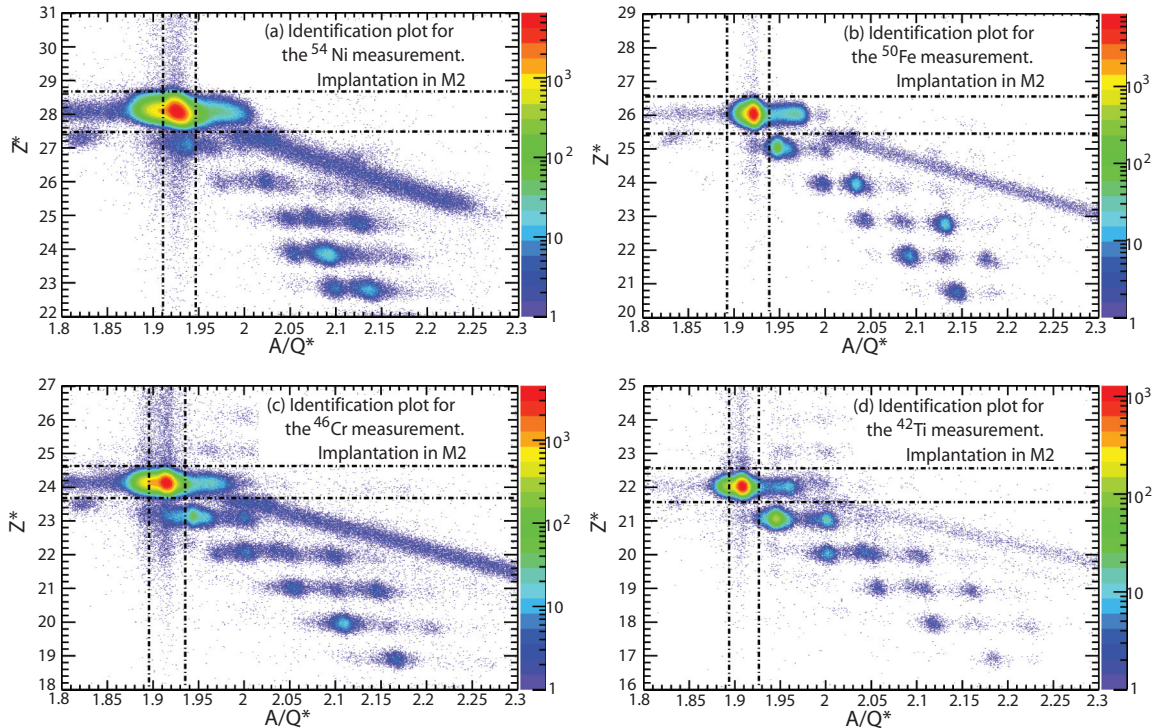 31
30
29
28
27
26
25
24
23
22
Z*
1.8 1.85 1.9 1.95 2 2.05 2.1 2.15 2.2 2.25 2.3
A/Q*
(a) Identification plot for
the ⁵⁴ Ni measurement.
Implantation in M2
10³
10²
10
1
29
28
27
26
25
24
23
22
21
20
Z*
1.8 1.85 1.9 1.95 2 2.05 2.1 2.15 2.2 2.25 2.3
A/Q*
(b) Identification plot for
the ⁵⁰Fe measurement.
Implantation in M2
10³
10²
10
1
27
26
25
24
23
22
21
20
19
18
Z*
1.8 1.85 1.9 1.95 2 2.05 2.1 2.15 2.2 2.25 2.3
A/Q*
(c) Identification plot for
the ⁴⁶Cr measurement.
Implantation in M2
10³
10²
10
1
25
24
23
22
21
20
19
18
17
16
Z*
1.8 1.85 1.9 1.95 2 2.05 2.1 2.15 2.2 2.25 2.3
A/Q*
(d) Identification plot for
the ⁴²Ti measurement.
Implantation in M2
10³
10²
10
1